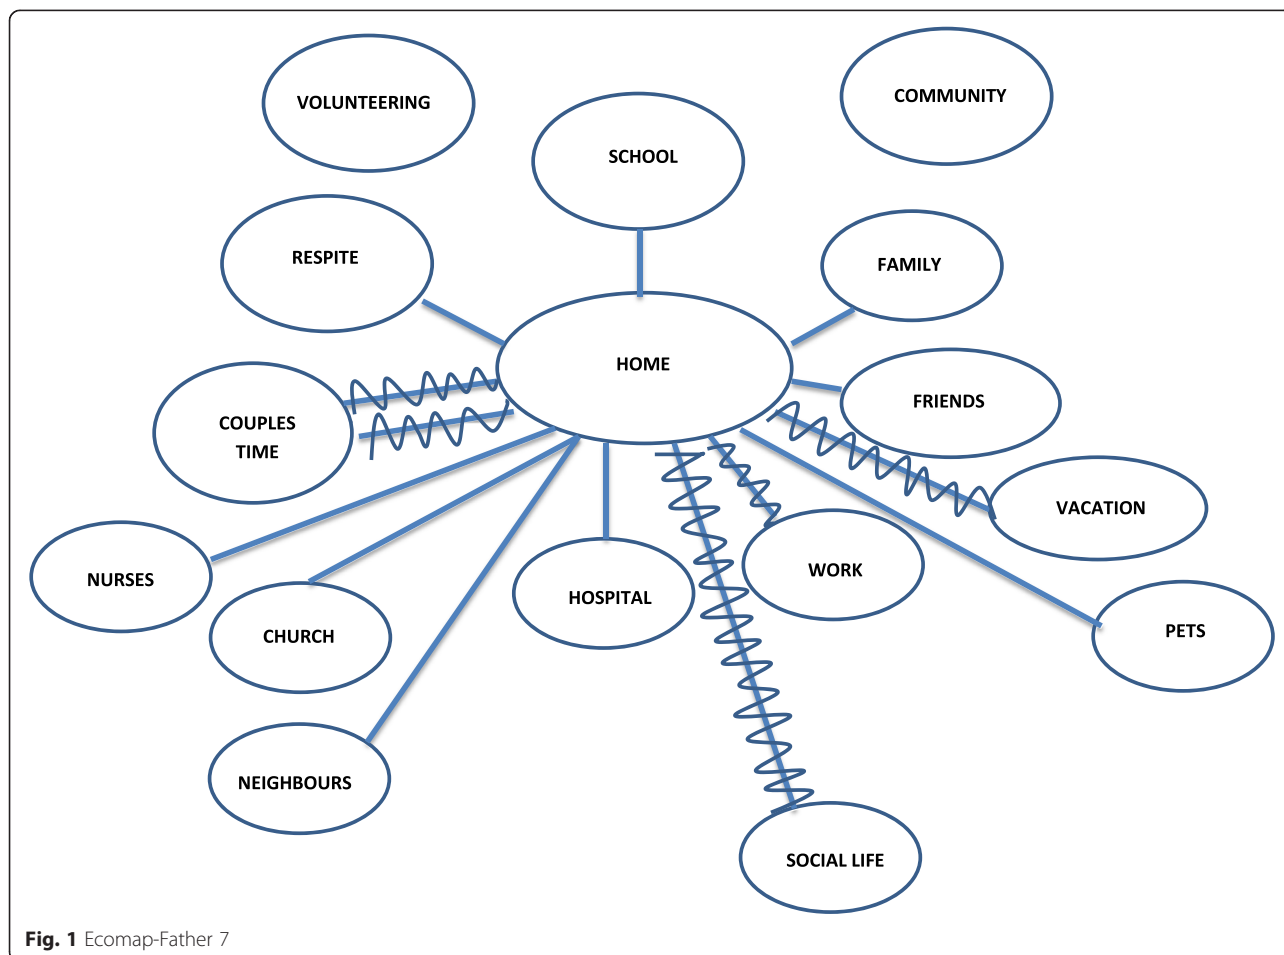 VOLUNTEERING
COMMUNITY
SCHOOL
RESPITE
FAMILY
HOME
FRIENDS
COUPLES
TIME
VACATION
NURSES
WORK
HOSPITAL
CHURCH
PETS
NEIGHBOURS
SOCIAL LIFE
Fig. 1 Ecomap-Father 7